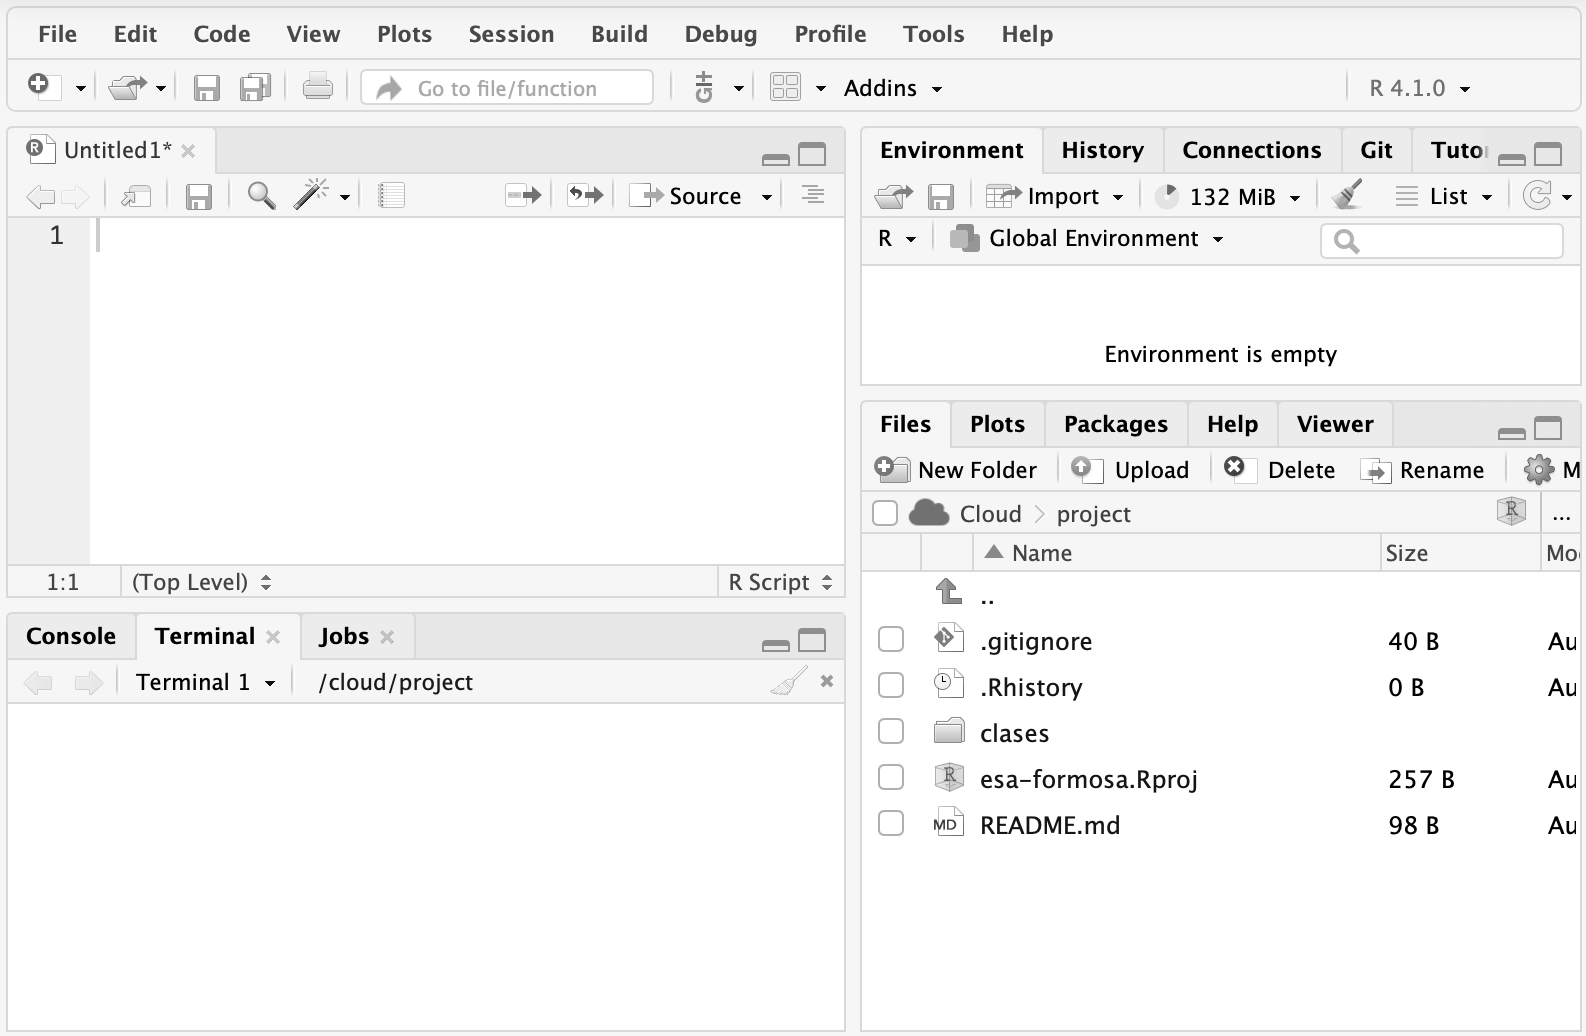 File Edit Code View Plots Session Build Debug Profile Tools Help
Go to file/function Git Addins R 4.1.0
R Untitled1*
Source
1
1:1 (Top Level) R Script
Console Terminal Jobs
Terminal 1 /cloud/project
Environment History Connections Git Tuto
Import 132 MiB List
R Global Environment
Environment is empty
Files Plots Packages Help Viewer
New Folder Upload Delete Rename M
Cloud project R ...
Name Size Mo
..
.gitignore 40 B Au
.Rhistory 0 B Au
clases
R esa-formosa.Rproj 257 B Au
MD README.md 98 B Au